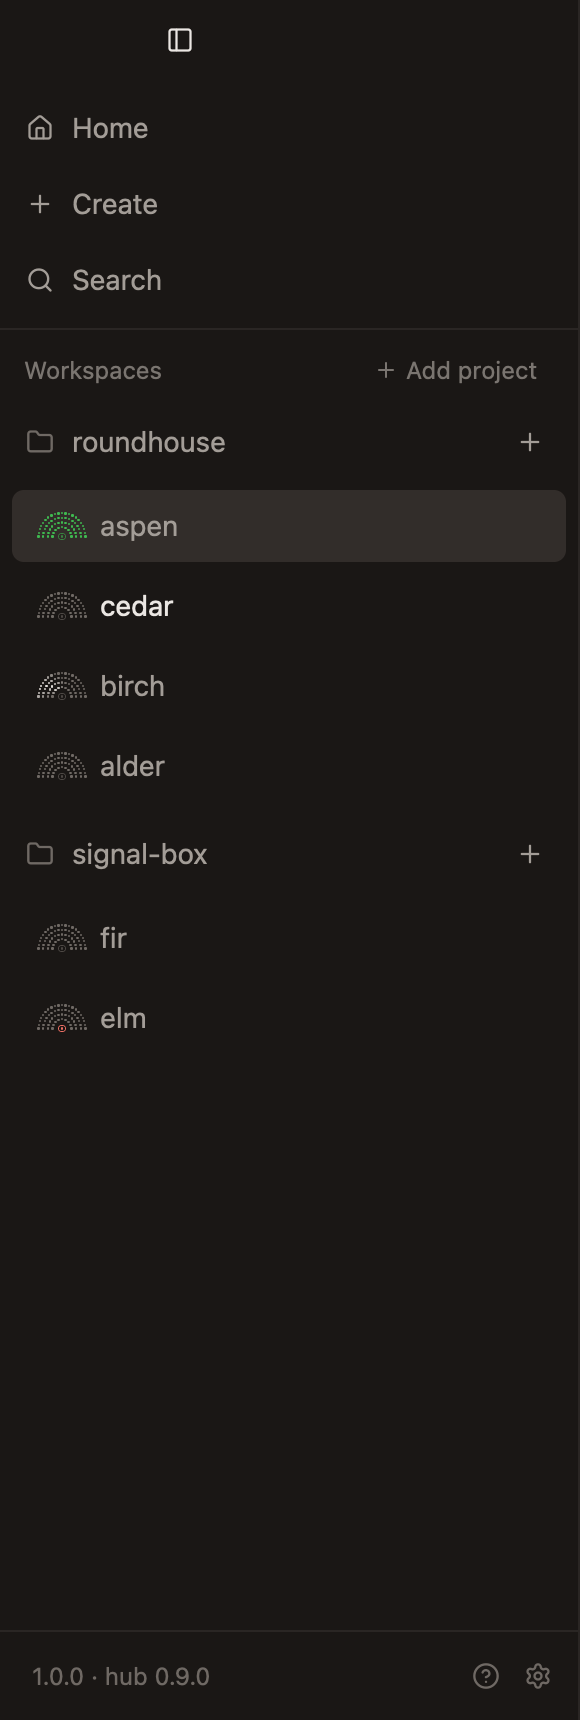 Home
Create
Search
Workspaces + Add project
roundhouse
aspen
cedar
birch
alder
signal-box
fir
elm
1.0.0 · hub 0.9.0